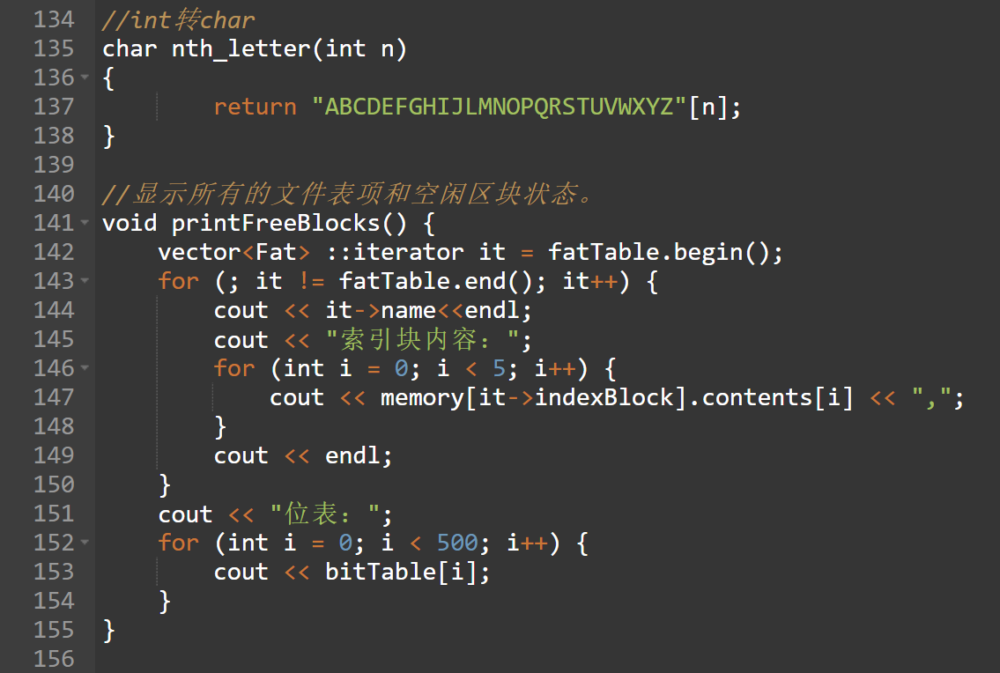 134 //int转char
135 char nth_letter(int n)
136 {
137         return "ABCDEFGHIJLMNOPQRSTUVWXYZ"[n];
138 }
139
140 //显示所有的文件表项和空闲区块状态。
141 void printFreeBlocks() {
142     vector<Fat> ::iterator it = fatTable.begin();
143     for (; it != fatTable.end(); it++) {
144         cout << it->name<<endl;
145         cout << "索引块内容：";
146         for (int i = 0; i < 5; i++) {
147             cout << memory[it->indexBlock].contents[i] << ",";
148         }
149         cout << endl;
150     }
151     cout << "位表：";
152     for (int i = 0; i < 500; i++) {
153         cout << bitTable[i];
154     }
155 }
156